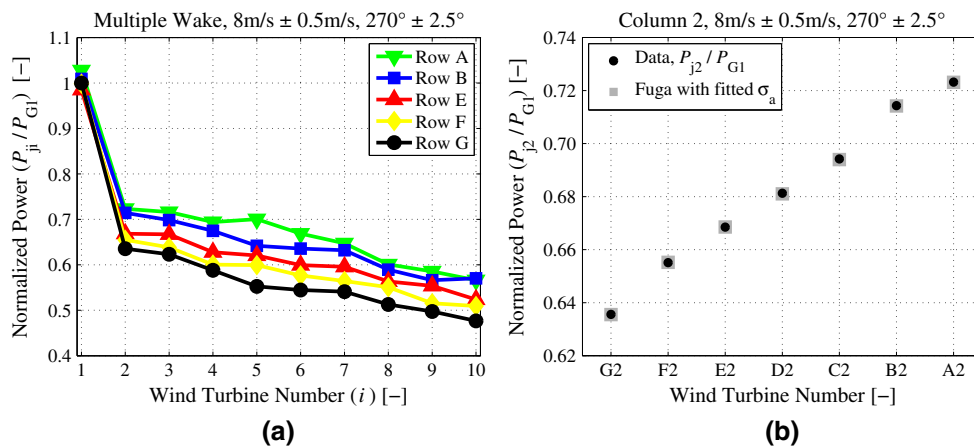 Multiple Wake, 8m/s ± 0.5m/s, 270° ± 2.5°
Normalized Power (P_ji / P_G1) [−]
1.1
1
0.9
0.8
0.7
0.6
0.5
0.4
Row A
Row B
Row E
Row F
Row G
1 2 3 4 5 6 7 8 9 10
Wind Turbine Number (i) [−]
(a)
Column 2, 8m/s ± 0.5m/s, 270° ± 2.5°
Normalized Power (P_j2 / P_G1) [−]
0.74
0.72
0.70
0.68
0.66
0.64
0.62
Data, P_j2 / P_G1
Fuga with fitted σ_a
G2 F2 E2 D2 C2 B2 A2
Wind Turbine Number [−]
(b)